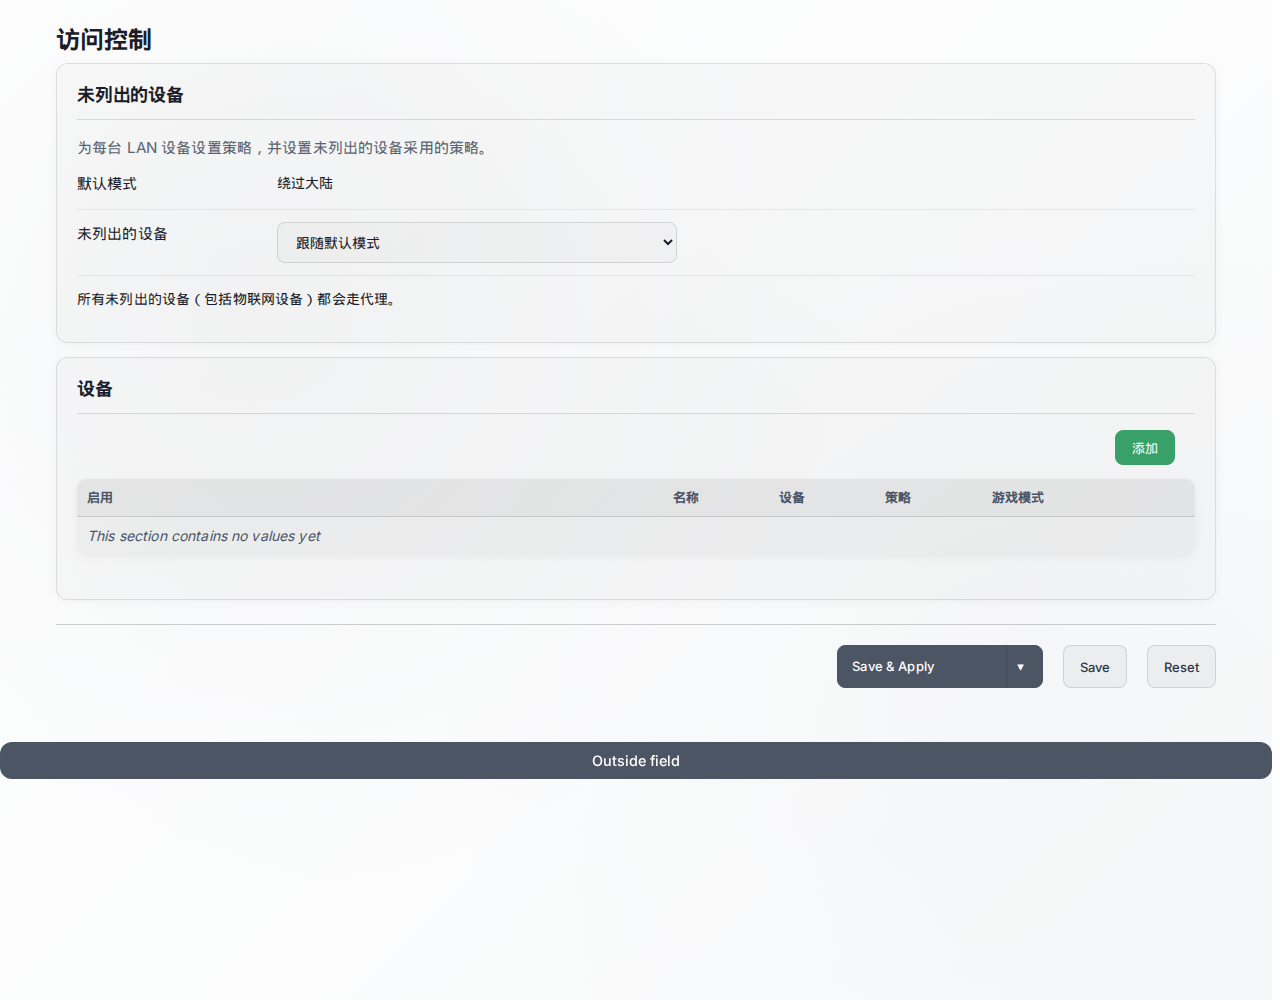 访问控制
未列出的设备
为每台 LAN 设备设置策略，并设置未列出的设备采用的策略。
默认模式 绕过大陆
未列出的设备 跟随默认模式
所有未列出的设备（包括物联网设备）都会走代理。
设备
添加
启用 名称 设备 策略 游戏模式
This section contains no values yet
Save & Apply ▾ Save Reset
Outside field